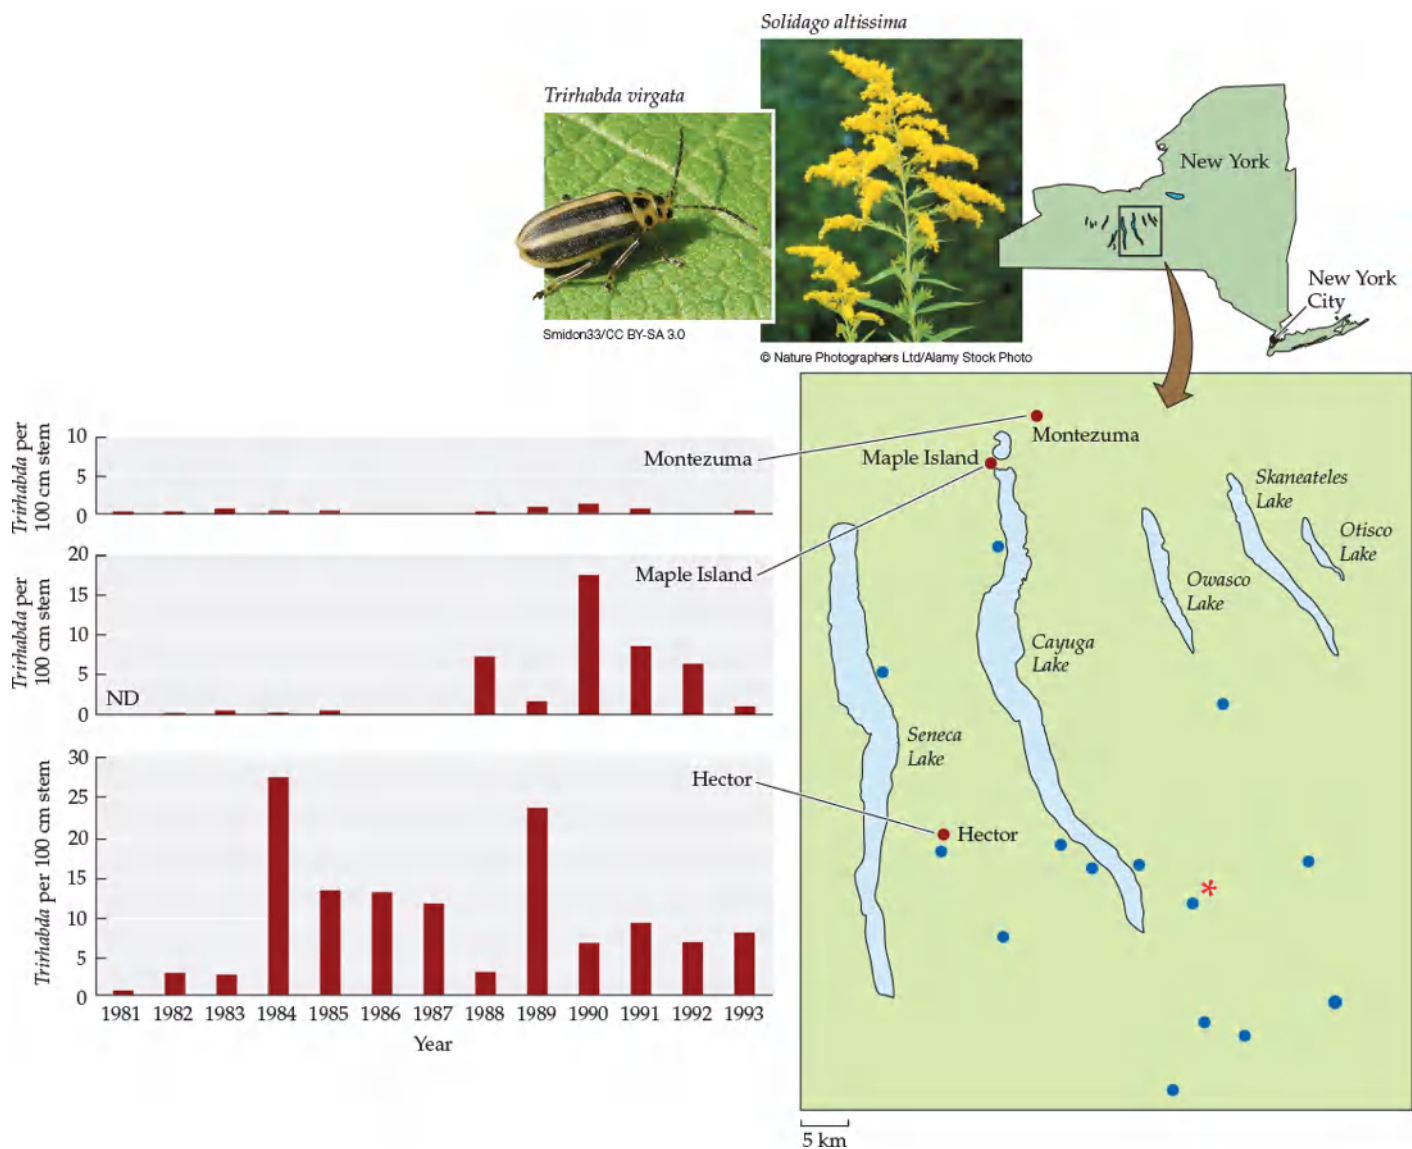 Solidago altissima
Trirhabda virgata
New York
New York
City
Smidon33/CC BY-SA 3.0
© Nature Photographers Ltd/Alamy Stock Photo
Trirhabda per
100 cm stem
10
5
0
Montezuma
Trirhabda per
100 cm stem
20
15
10
5
0
ND
Maple Island
Trirhabda per 100 cm stem
30
25
20
15
10
5
0
Hector
1981 1982 1983 1984 1985 1986 1987 1988 1989 1990 1991 1992 1993
Year
Montezuma
Maple Island
Skaneateles
Lake
Otisco
Lake
Owasco
Lake
Cayuga
Lake
Seneca
Lake
Hector
*
5 km